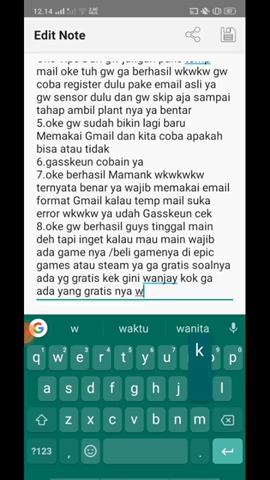 12.14
51
Edit Note
mail oke tuh gw ga berhasil wkwkw gw
coba register dulu pake email asli ya
gw sensor dulu dan gw skip aja sampai
tahap ambil plant nya ya bentar
5.oke gw sudah bikin lagi baru
Memakai Gmail dan kita coba apakah
bisa atau tidak
6.gasskeun cobain ya
7.oke berhasil Mamank wkwkwkw
ternyata benar ya wajib memakai email
format Gmail kalau temp mail suka
error wkwkw ya udah Gasskeun cek
8.oke gw berhasil guys tinggal main
deh tapi inget kalau mau main wajib
ada game nya /beli gamenya di epic
games atau steam ya ga gratis soalnya
ada yg gratis kek gini wanjay kok ga
ada yang gratis nya w
G w waktu wanita
k
q w e r t y u o p
a s d f g h j l
z x c v b n m
?123 , .